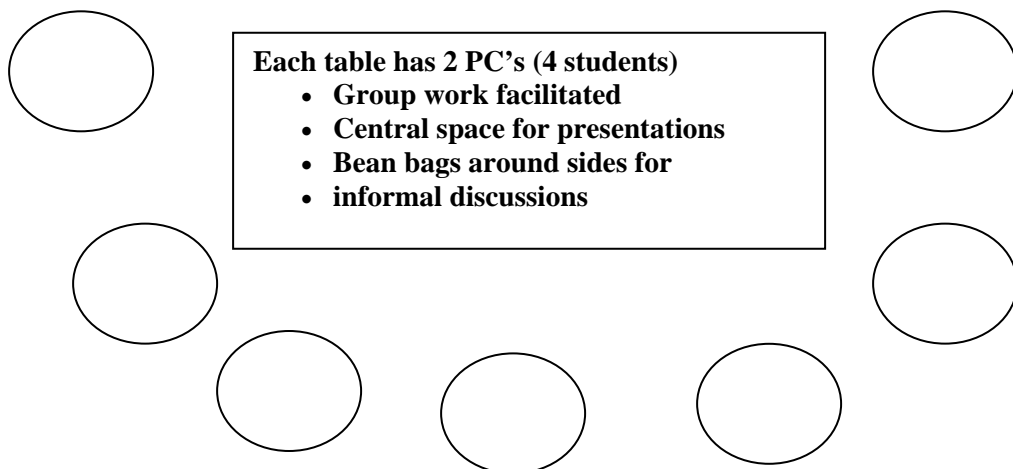 Each table has 2 PC’s (4 students)
• Group work facilitated
• Central space for presentations
• Bean bags around sides for
• informal discussions